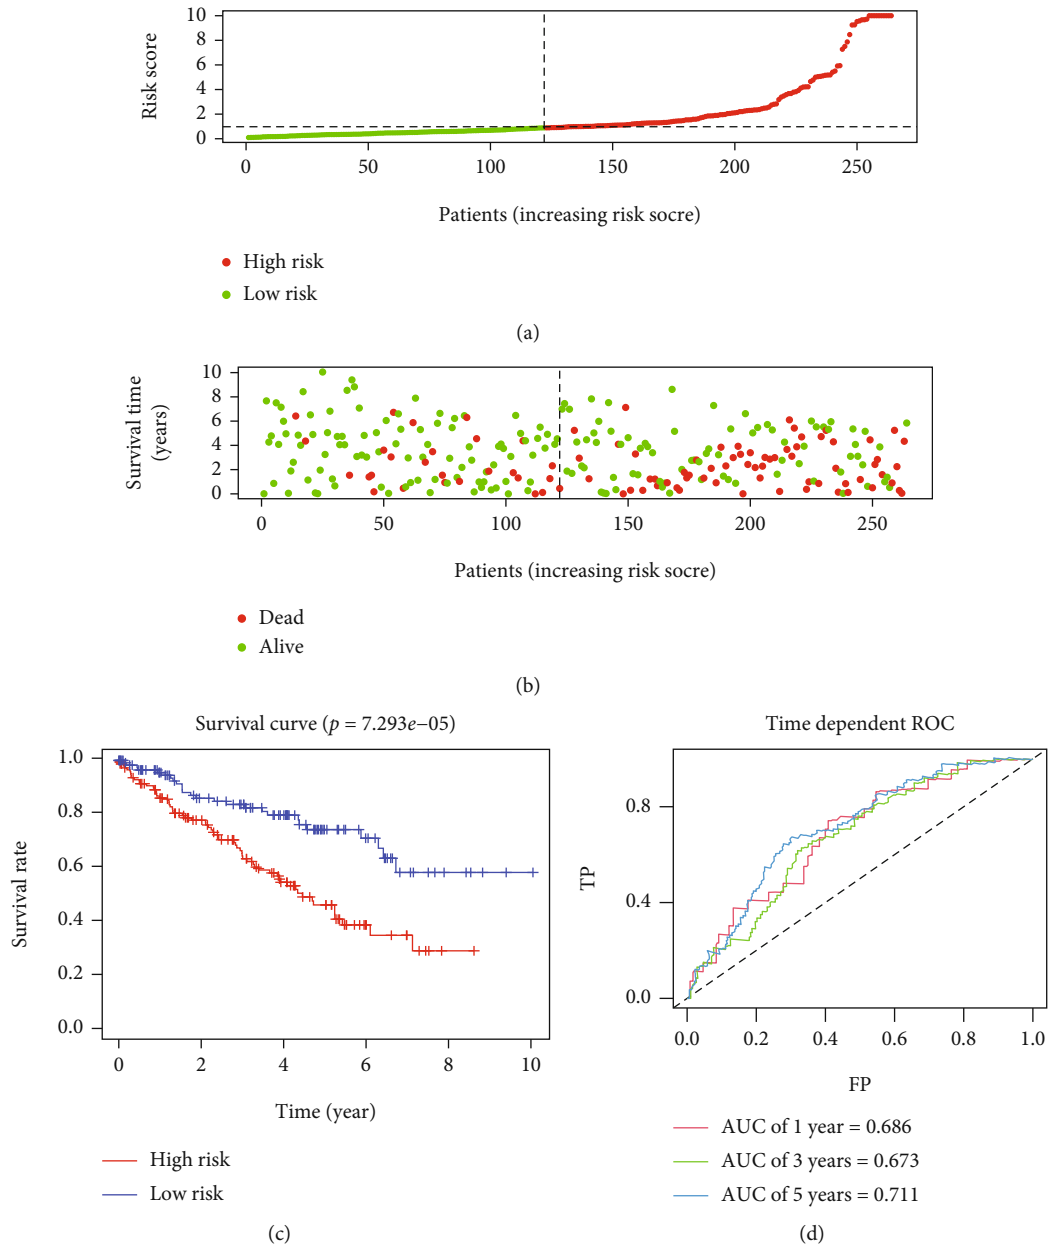 Risk score
10
8
6
4
2
0
0 50 100 150 200 250
Patients (increasing risk socre)
High risk
Low risk
(a)
Survival time
(years)
10
8
6
4
2
0
0 50 100 150 200 250
Patients (increasing risk socre)
Dead
Alive
(b)
Survival curve (p = 7.293e−05)
Survival rate
1.0
0.8
0.6
0.4
0.2
0.0
0 2 4 6 8 10
Time (year)
High risk
Low risk
(c)
Time dependent ROC
TP
0.8
0.4
0.0
0.0 0.2 0.4 0.6 0.8 1.0
FP
AUC of 1 year = 0.686
AUC of 3 years = 0.673
AUC of 5 years = 0.711
(d)